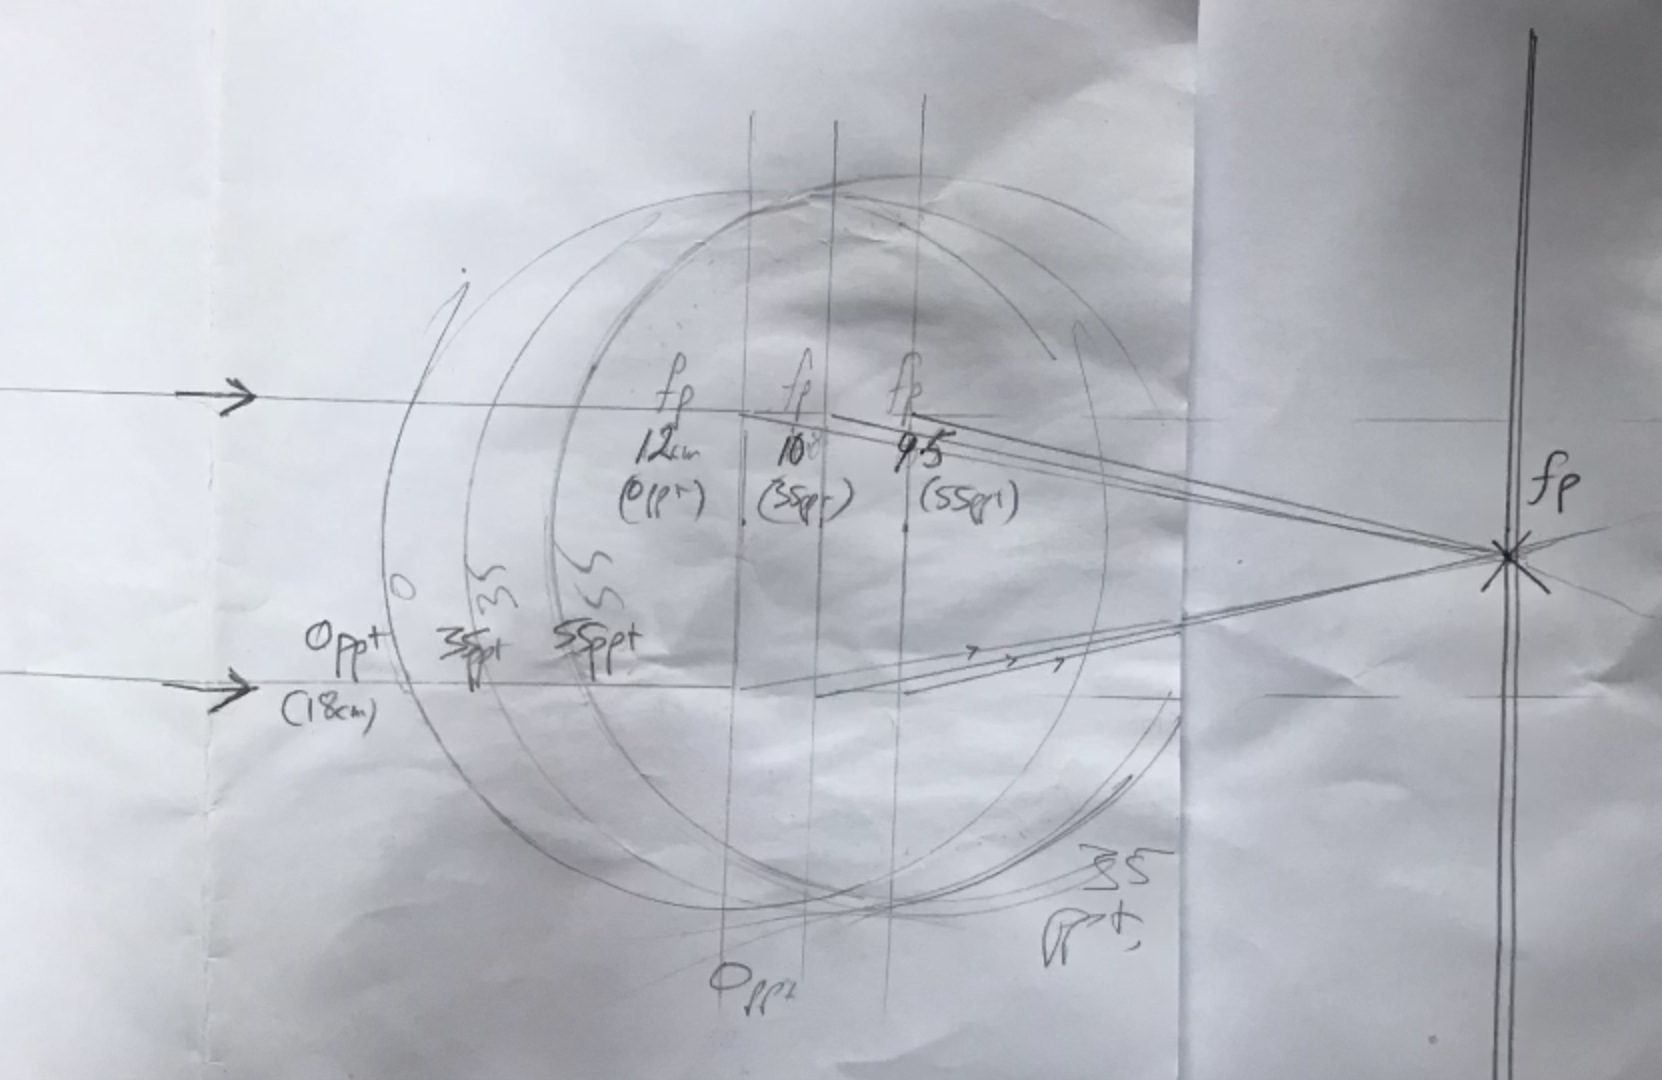 fp fp fp
12cm 10 9.5
(0ppt) (35ppt) (55ppt)
fp
0 35 55
0ppt 35ppt 55ppt
(18cm)
35
ppt
0ppt